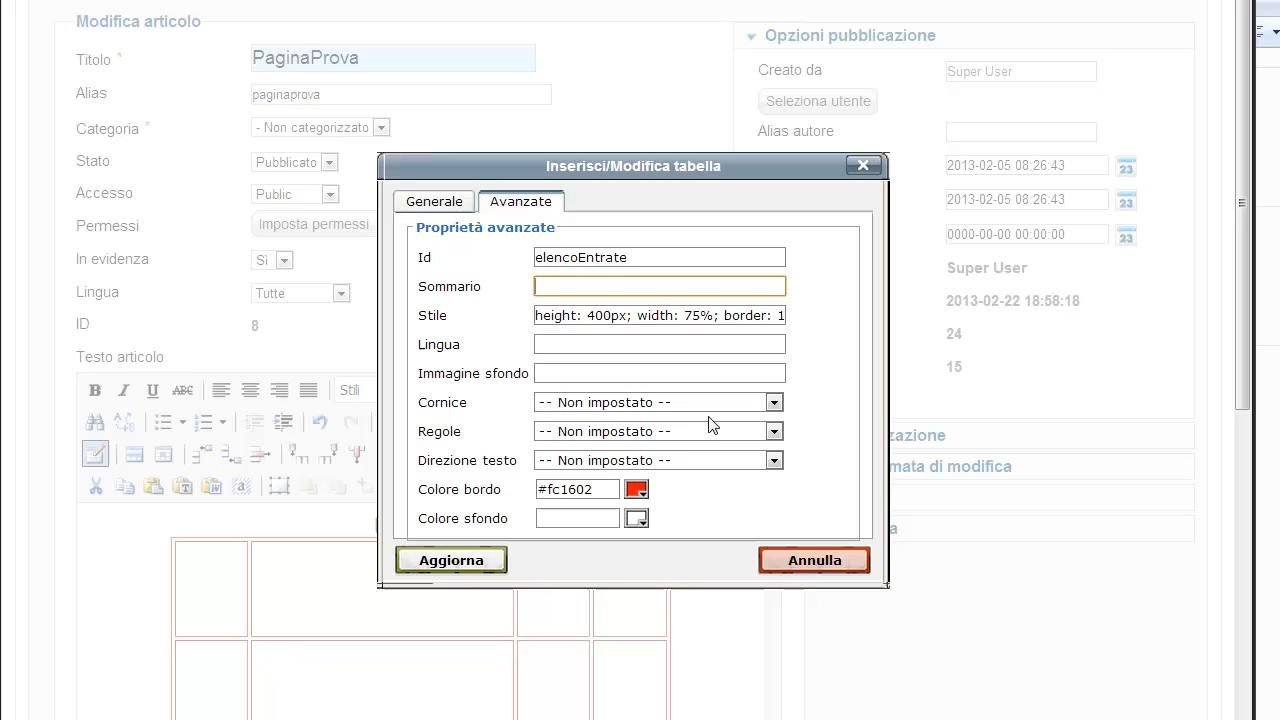 Modifica articolo
Titolo *
PaginaProva
Alias
paginaprova
Categoria *
- Non categorizzato
Stato
Pubblicato
Accesso
Public
Permessi
Imposta permessi
In evidenza
Sì
Lingua
Tutte
ID
8
Testo articolo
B I U ABC
Stili
Opzioni pubblicazione
Creato da
Super User
Seleziona utente
Alias autore
2013-02-05 08:26:43
23
2013-02-05 08:26:43
23
0000-00-00 00:00:00
23
Super User
2013-02-01 18:58:18
24
15
zazione
mata di modifica
a
Inserisci/Modifica tabella
Generale
Avanzate
Proprietà avanzate
Id
elencoEntrate
Sommario
Stile
height: 400px; width: 75%; border: 1
Lingua
Immagine sfondo
Cornice
-- Non impostato --
Regole
-- Non impostato --
Direzione testo
-- Non impostato --
Colore bordo
#fc1602
Colore sfondo
Aggiorna
Annulla